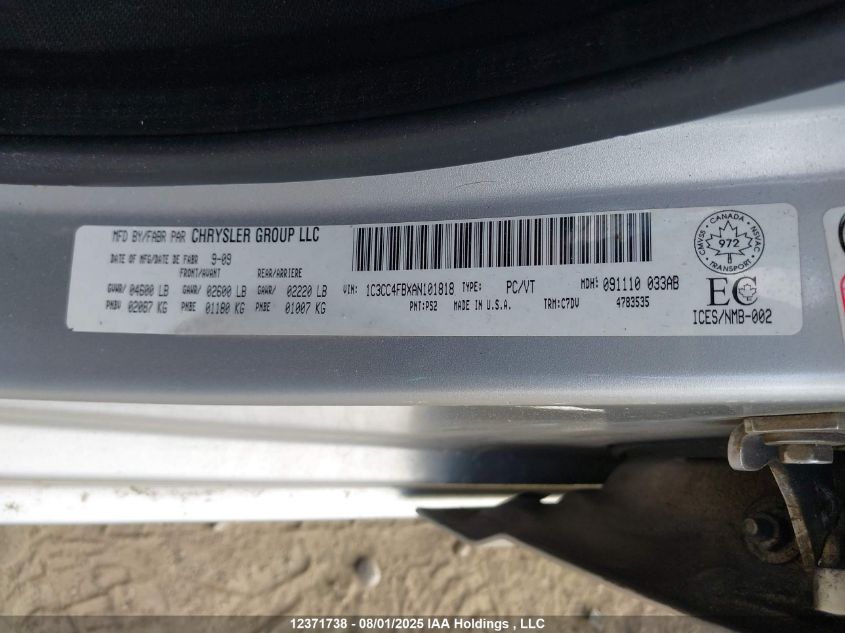 MFD BY/FABR PAR CHRYSLER GROUP LLC
DATE OF MFG/DATE DE FABR 9-09
FRONT/AVANT REAR/ARRIERE
GVWR/ 04600 LB GAWR/ 02600 LB GAWR/ 02220 LB
PNBV 02087 KG PNBE 01180 KG PNBE 01007 KG
VIN: 1C3CC4FBXAN101818 TYPE: PC/VT MDH: 091110 033AB
PNT: PS2 MADE IN U.S.A. TRM: C7DV 4783535
CANADA
CMVSS
972
NSVAC
TRANSPORT
EC
ICES/NMB-002
12371738 - 08/01/2025 IAA Holdings , LLC